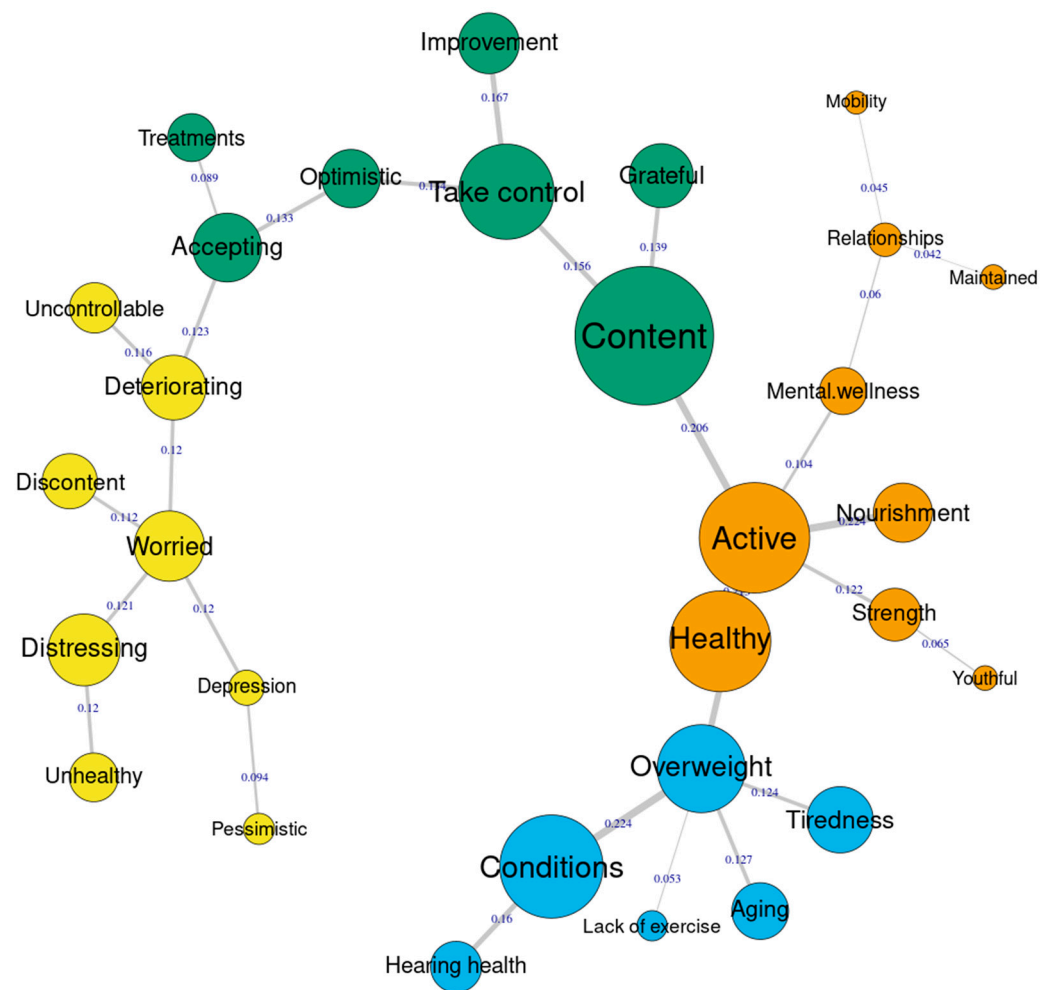 Improvement
0.167
Mobility
Treatments
0.089
Optimistic
Take control
Grateful
0.045
0.133
Accepting
0.156
0.139
Relationships
0.042
Maintained
Uncontrollable
0.123
0.116
0.06
Content
Deteriorating
Mental.wellness
0.206
0.12
0.104
Discontent
0.112
Nourishment
0.224
Worried
Active
0.121
0.12
0.122
Strength
Distressing
Healthy
0.065
Depression
Youthful
0.12
Unhealthy
Overweight
0.094
0.124
Pessimistic
Tiredness
0.224
0.127
Conditions
0.053
0.16
Aging
Lack of exercise
Hearing health